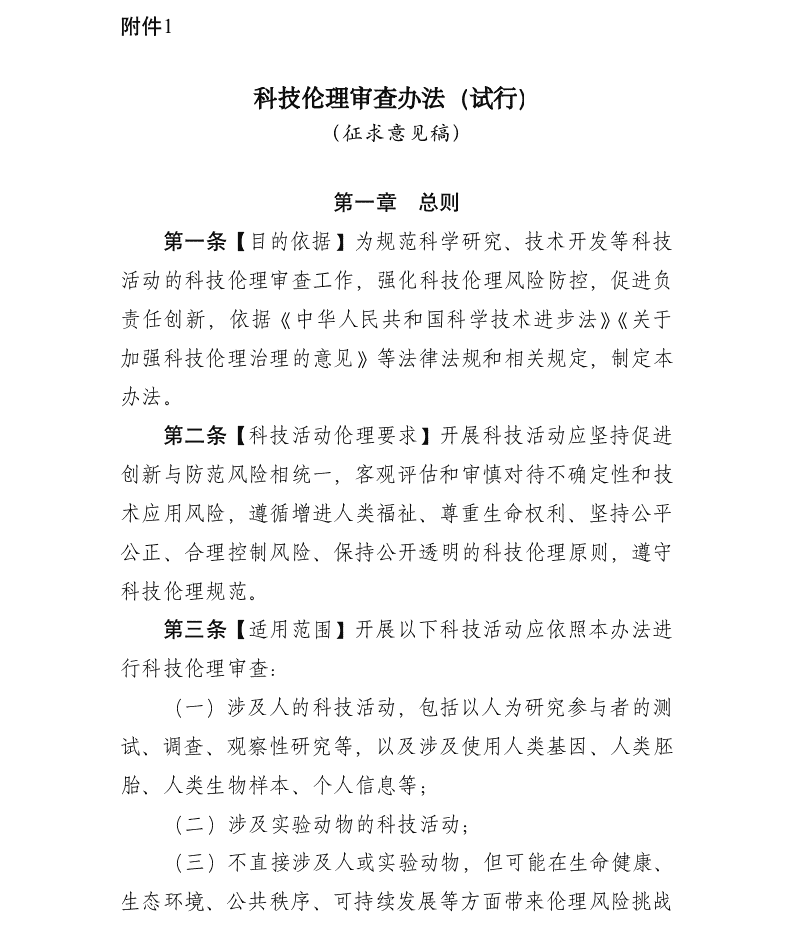 附件1
科技伦理审查办法（试行）
（征求意见稿）
第一章　总则
第一条【目的依据】为规范科学研究、技术开发等科技
活动的科技伦理审查工作，强化科技伦理风险防控，促进负
责任创新，依据《中华人民共和国科学技术进步法》《关于
加强科技伦理治理的意见》等法律法规和相关规定，制定本
办法。
第二条【科技活动伦理要求】开展科技活动应坚持促进
创新与防范风险相统一，客观评估和审慎对待不确定性和技
术应用风险，遵循增进人类福祉、尊重生命权利、坚持公平
公正、合理控制风险、保持公开透明的科技伦理原则，遵守
科技伦理规范。
第三条【适用范围】开展以下科技活动应依照本办法进
行科技伦理审查：
（一）涉及人的科技活动，包括以人为研究参与者的测
试、调查、观察性研究等，以及涉及使用人类基因、人类胚
胎、人类生物样本、个人信息等；
（二）涉及实验动物的科技活动；
（三）不直接涉及人或实验动物，但可能在生命健康、
生态环境、公共秩序、可持续发展等方面带来伦理风险挑战